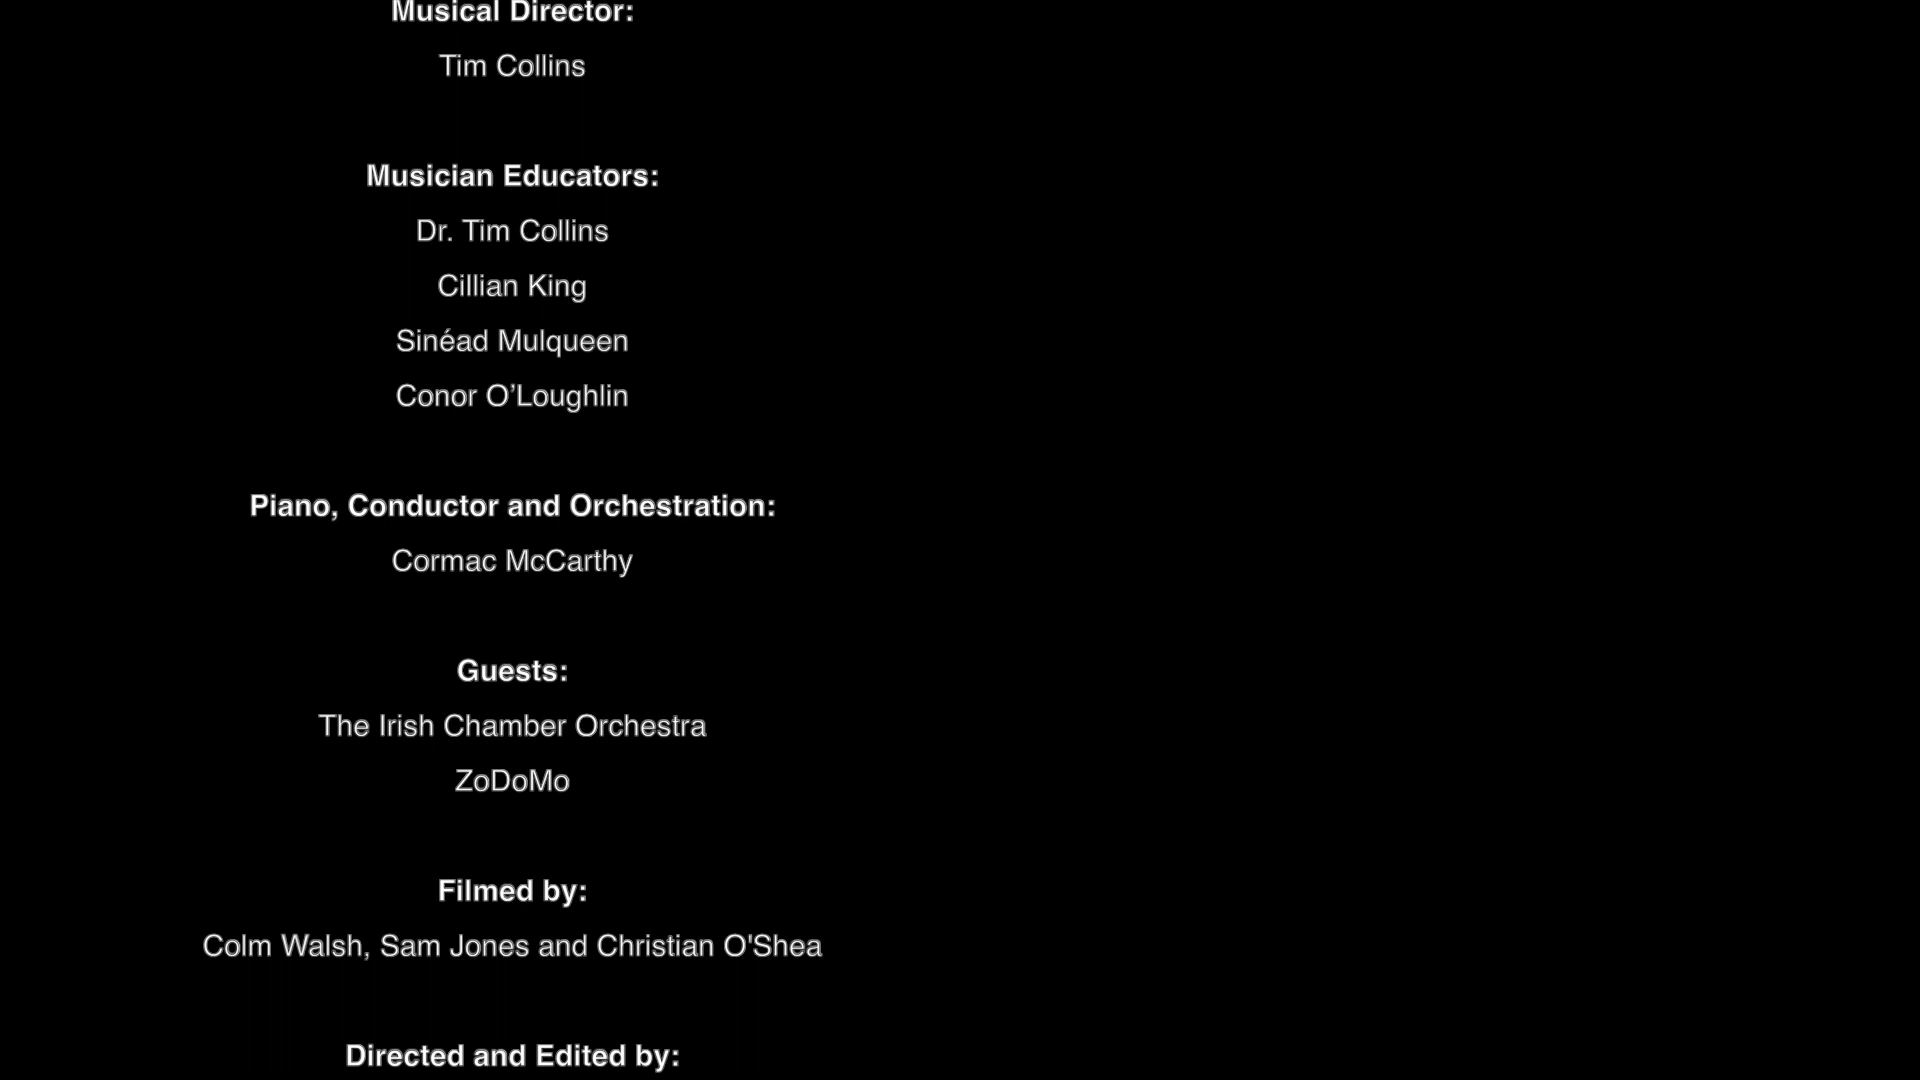 Musical Director:
Tim Collins
Musician Educators:
Dr. Tim Collins
Cillian King
Sinéad Mulqueen
Conor O’Loughlin
Piano, Conductor and Orchestration:
Cormac McCarthy
Guests:
The Irish Chamber Orchestra
ZoDoMo
Filmed by:
Colm Walsh, Sam Jones and Christian O'Shea
Directed and Edited by: